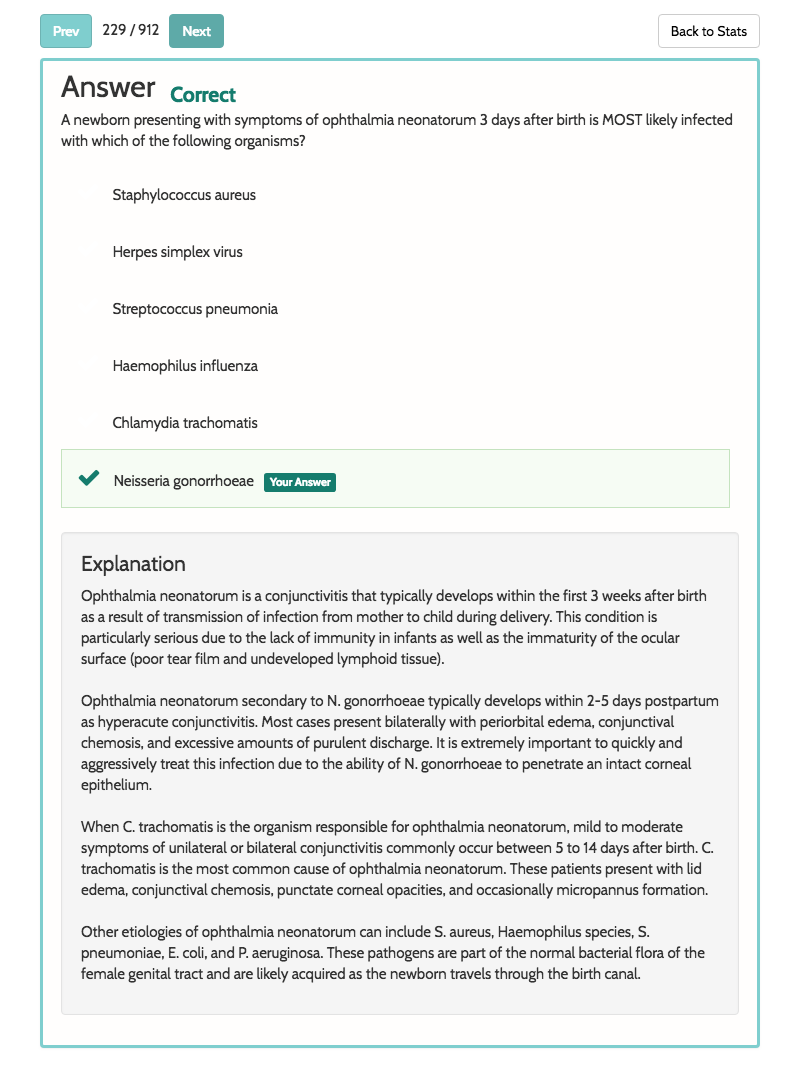 Prev 229 / 912 Next Back to Stats
Answer Correct
A newborn presenting with symptoms of ophthalmia neonatorum 3 days after birth is MOST likely infected
with which of the following organisms?
Staphylococcus aureus
Herpes simplex virus
Streptococcus pneumonia
Haemophilus influenza
Chlamydia trachomatis
Neisseria gonorrhoeae Your Answer
Explanation
Ophthalmia neonatorum is a conjunctivitis that typically develops within the first 3 weeks after birth
as a result of transmission of infection from mother to child during delivery. This condition is
particularly serious due to the lack of immunity in infants as well as the immaturity of the ocular
surface (poor tear film and undeveloped lymphoid tissue).
Ophthalmia neonatorum secondary to N. gonorrhoeae typically develops within 2-5 days postpartum
as hyperacute conjunctivitis. Most cases present bilaterally with periorbital edema, conjunctival
chemosis, and excessive amounts of purulent discharge. It is extremely important to quickly and
aggressively treat this infection due to the ability of N. gonorrhoeae to penetrate an intact corneal
epithelium.
When C. trachomatis is the organism responsible for ophthalmia neonatorum, mild to moderate
symptoms of unilateral or bilateral conjunctivitis commonly occur between 5 to 14 days after birth. C.
trachomatis is the most common cause of ophthalmia neonatorum. These patients present with lid
edema, conjunctival chemosis, punctate corneal opacities, and occasionally micropannus formation.
Other etiologies of ophthalmia neonatorum can include S. aureus, Haemophilus species, S.
pneumoniae, E. coli, and P. aeruginosa. These pathogens are part of the normal bacterial flora of the
female genital tract and are likely acquired as the newborn travels through the birth canal.